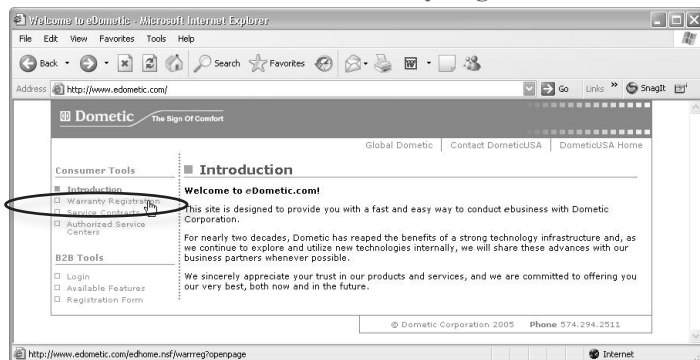 Welcome to eDometic - Microsoft Internet Explorer
File Edit View Favorites Tools Help
Back Search Favorites
Address http://www.edometic.com/ Go Links » SnagIt
Dometic The Sign Of Comfort
Global Dometic Contact DometicUSA DometicUSA Home
Consumer Tools
Introduction
Warranty Registration
Service Contracts
Authorized Service
Centers
B2B Tools
Login
Available Features
Registration Form
Introduction
Welcome to eDometic.com!
This site is designed to provide you with a fast and easy way to conduct ebusiness with Dometic
Corporation.
For nearly two decades, Dometic has reaped the benefits of a strong technology infrastructure and, as
we continue to explore and utilize new technologies internally, we will share these advances with our
business partners whenever possible.
We sincerely appreciate your trust in our products and services, and we are committed to offering you
our very best, both now and in the future.
© Dometic Corporation 2005 Phone 574.294.2511
http://www.edometic.com/edhome.nsf/warrreg?openpage Internet